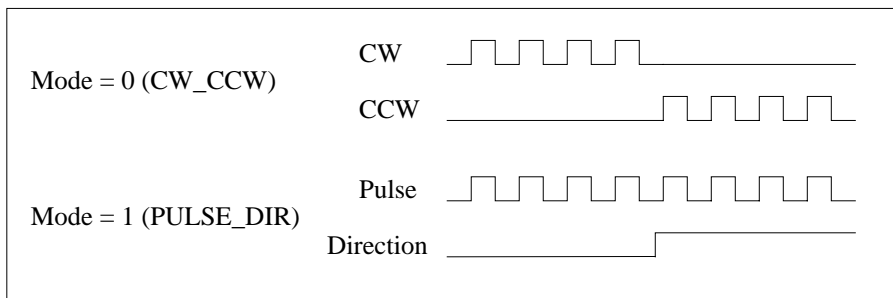 CW
Mode = 0 (CW_CCW)
CCW
Pulse
Mode = 1 (PULSE_DIR)
Direction